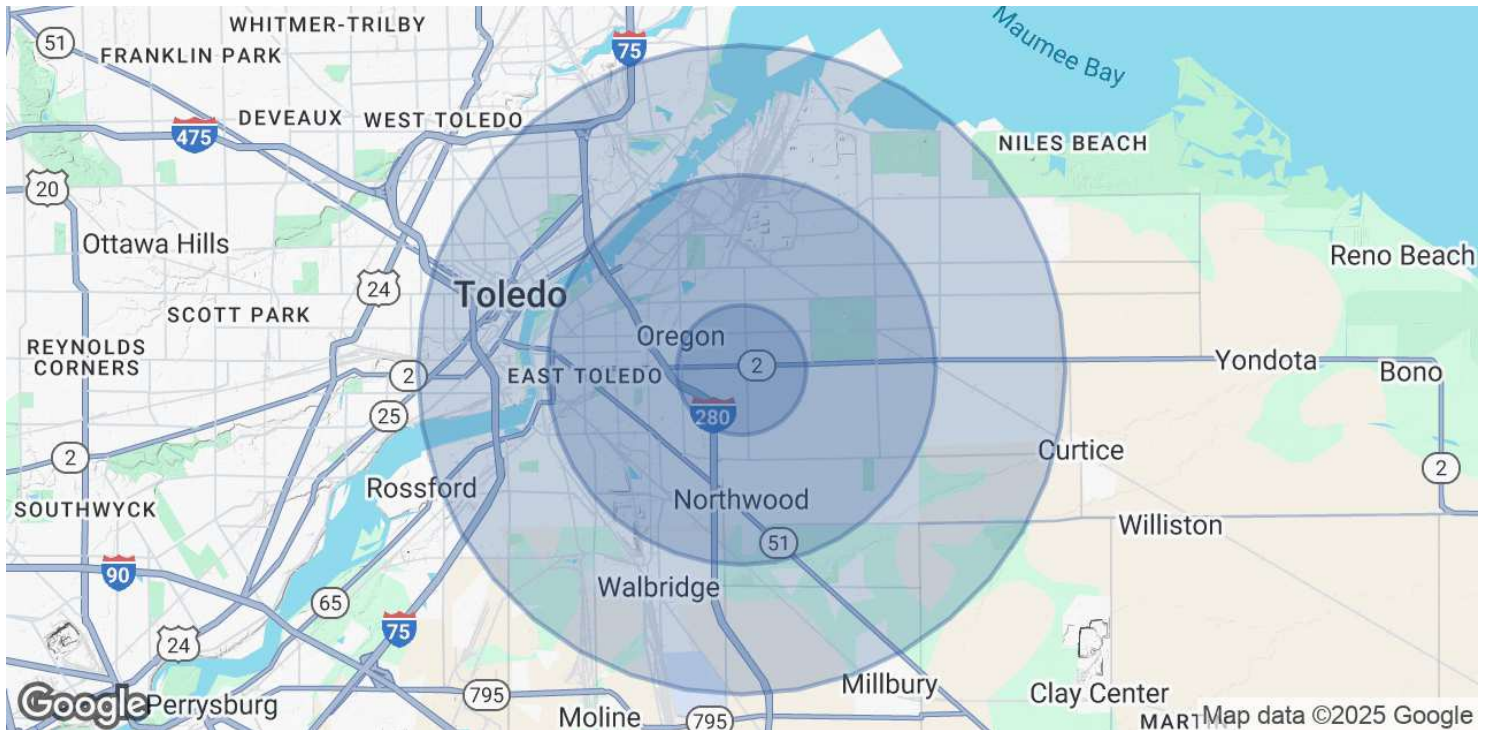 WHITMER-TRILBY
51
FRANKLIN PARK
75
Maumee Bay
DEVEAUX
WEST TOLEDO
475
NILES BEACH
20
Ottawa Hills
Reno Beach
24
Toledo
SCOTT PARK
Oregon
REYNOLDS
CORNERS
2
EAST TOLEDO
2
Yondota
Bono
25
280
2
Curtice
2
Rossford
Northwood
SOUTHWYCK
Williston
51
90
Walbridge
65
75
24
Google
Perrysburg
795
Millbury
Clay Center
Moline
795
MARTIN
Map data ©2025 Google